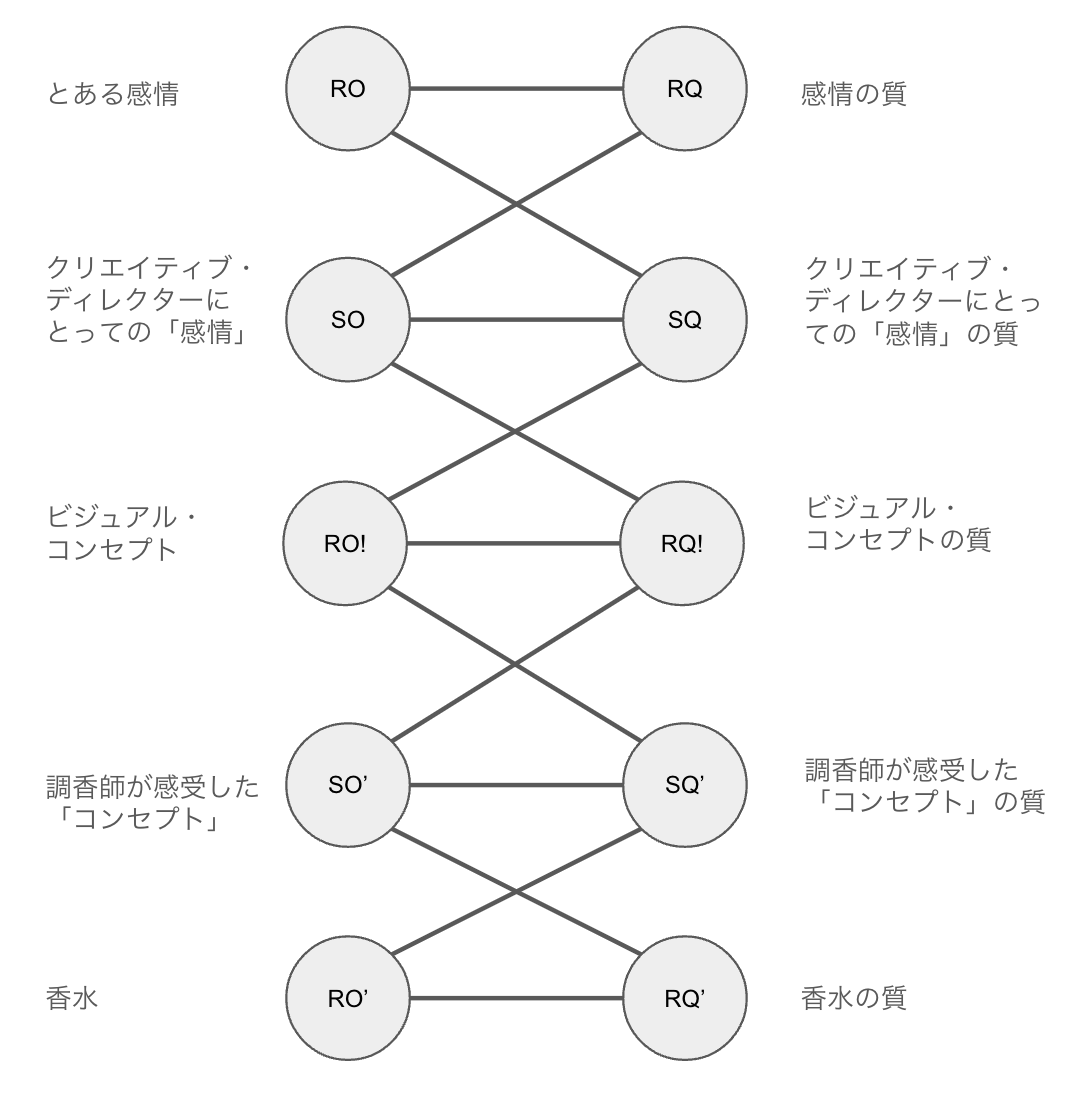 とある感情
RO
RQ
感情の質
クリエイティブ・
ディレクターに
とっての「感情」
SO
SQ
クリエイティブ・
ディレクターにとっ
ての「感情」の質
ビジュアル・
コンセプト
RO!
RQ!
ビジュアル・
コンセプトの質
調香師が感受した
「コンセプト」
SO’
SQ’
調香師が感受した
「コンセプト」の質
香水
RO’
RQ’
香水の質